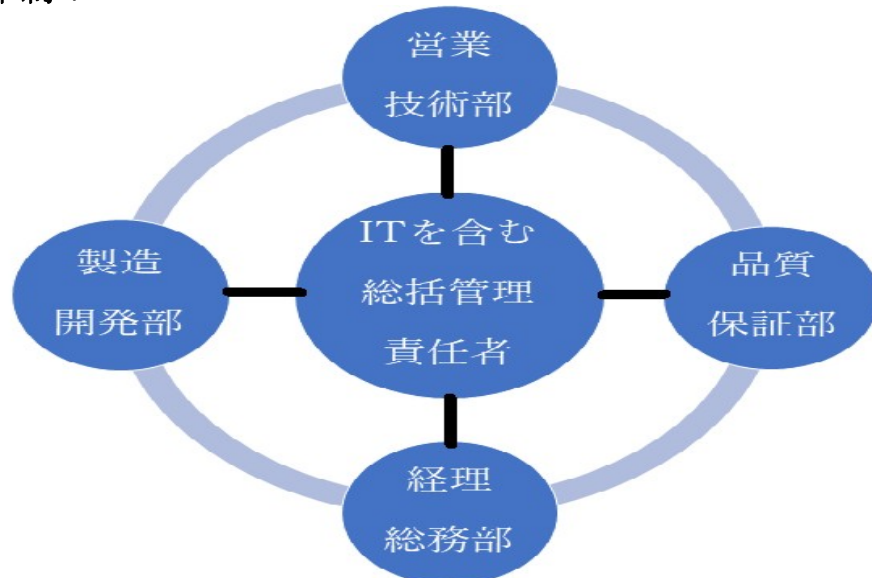 営業
技術部
ITを含む
総括管理
責任者
製造
開発部
品質
保証部
経理
総務部